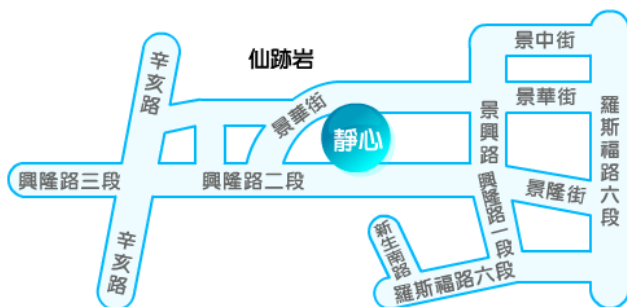 仙跡岩
景中街
辛亥路
景華街
景華街
景興路
羅斯福路六段
靜心
興隆路三段
興隆路二段
興隆路一段
景隆街
辛亥路
新生南路
羅斯福路六段